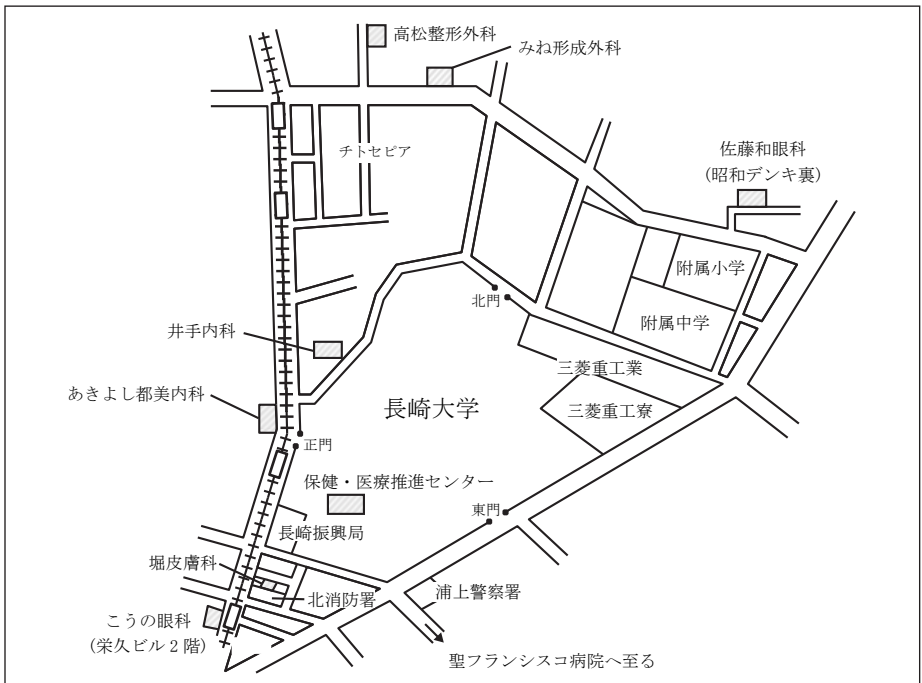 高松整形外科
みね形成外科
チトセピア
佐藤和眼科
(昭和デンキ裏)
附属小学
北門
附属中学
井手内科
三菱重工業
あきよし都美内科
長崎大学
三菱重工寮
正門
保健・医療推進センター
東門
長崎振興局
堀皮膚科
北消防署
浦上警察署
こうの眼科
(栄久ビル2階)
聖フランシスコ病院へ至る